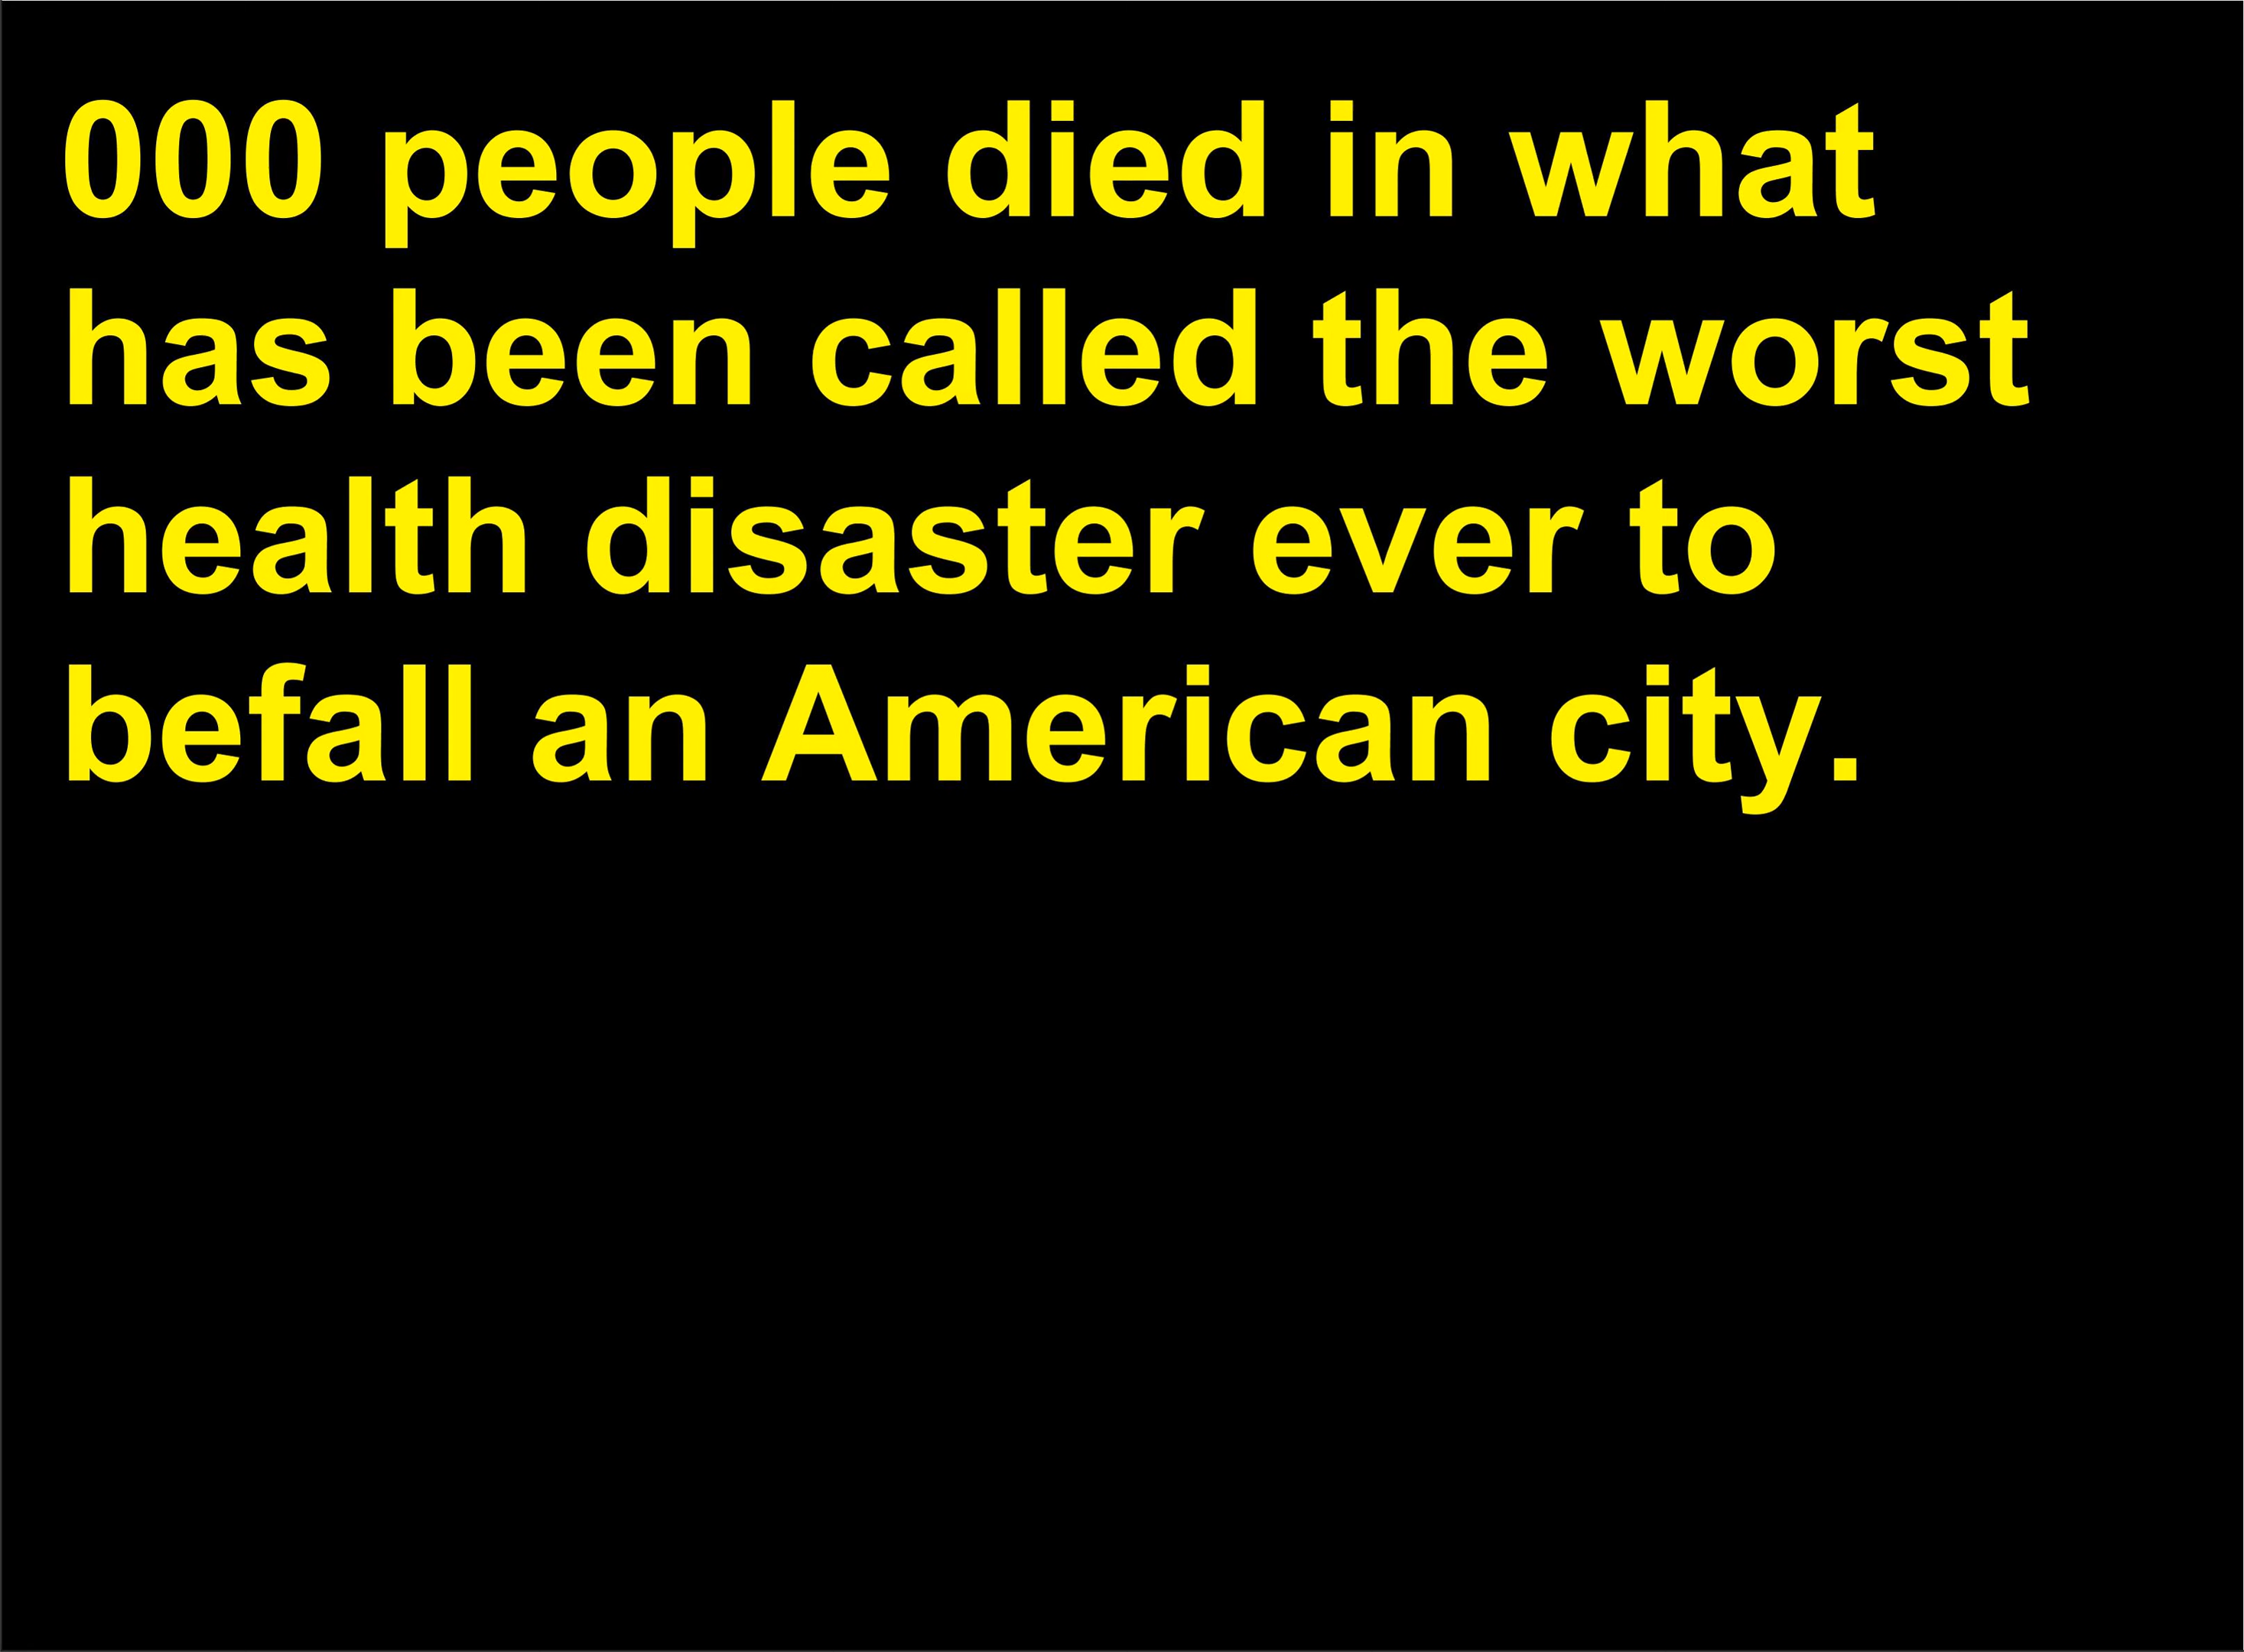 000 people died in what
has been called the worst
health disaster ever to
befall an American city.